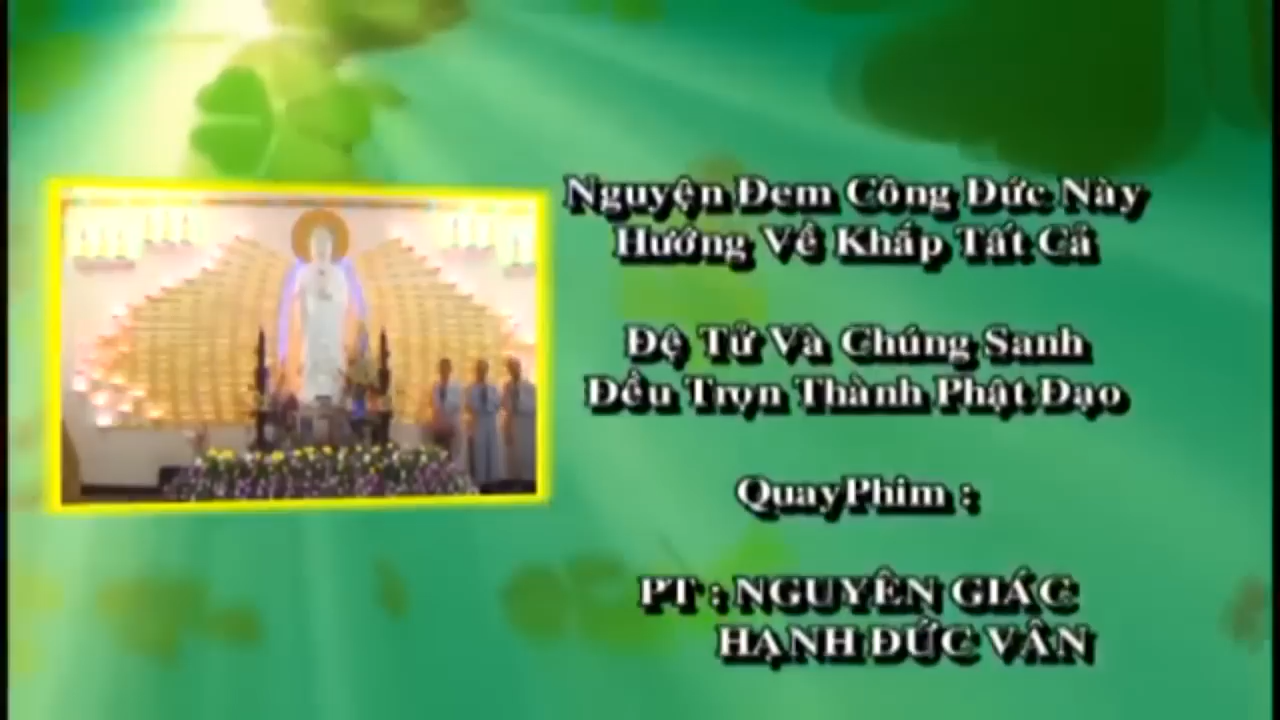 Nguyện Đem Công Đức Này
Hướng Về Khắp Tất Cả
Đệ Tử Và Chúng Sanh
Đều Trọn Thành Phật Đạo
QuayPhim :
PT : NGUYÊN GIÁC
HẠNH ĐỨC VÂN